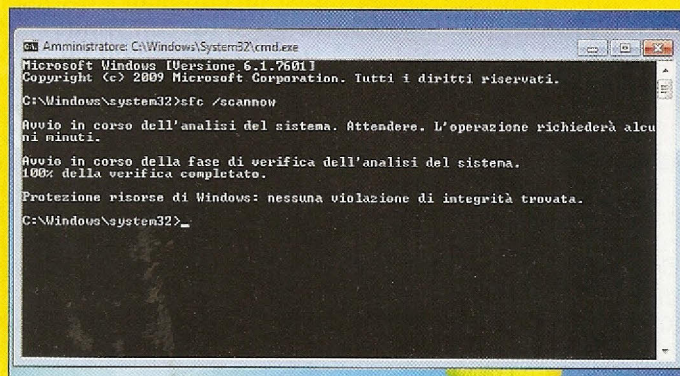 Amministratore: C:\Windows\System32\cmd.exe
Microsoft Windows [Versione 6.1.7601]
Copyright (c) 2009 Microsoft Corporation. Tutti i diritti riservati.
C:\Windows\system32>sfc /scannow
Avvio in corso dell'analisi del sistema. Attendere. L'operazione richiederà alcu
ni minuti.
Avvio in corso della fase di verifica dell'analisi del sistema.
100% della verifica completato.
Protezione risorse di Windows: nessuna violazione di integrità trovata.
C:\Windows\system32>_